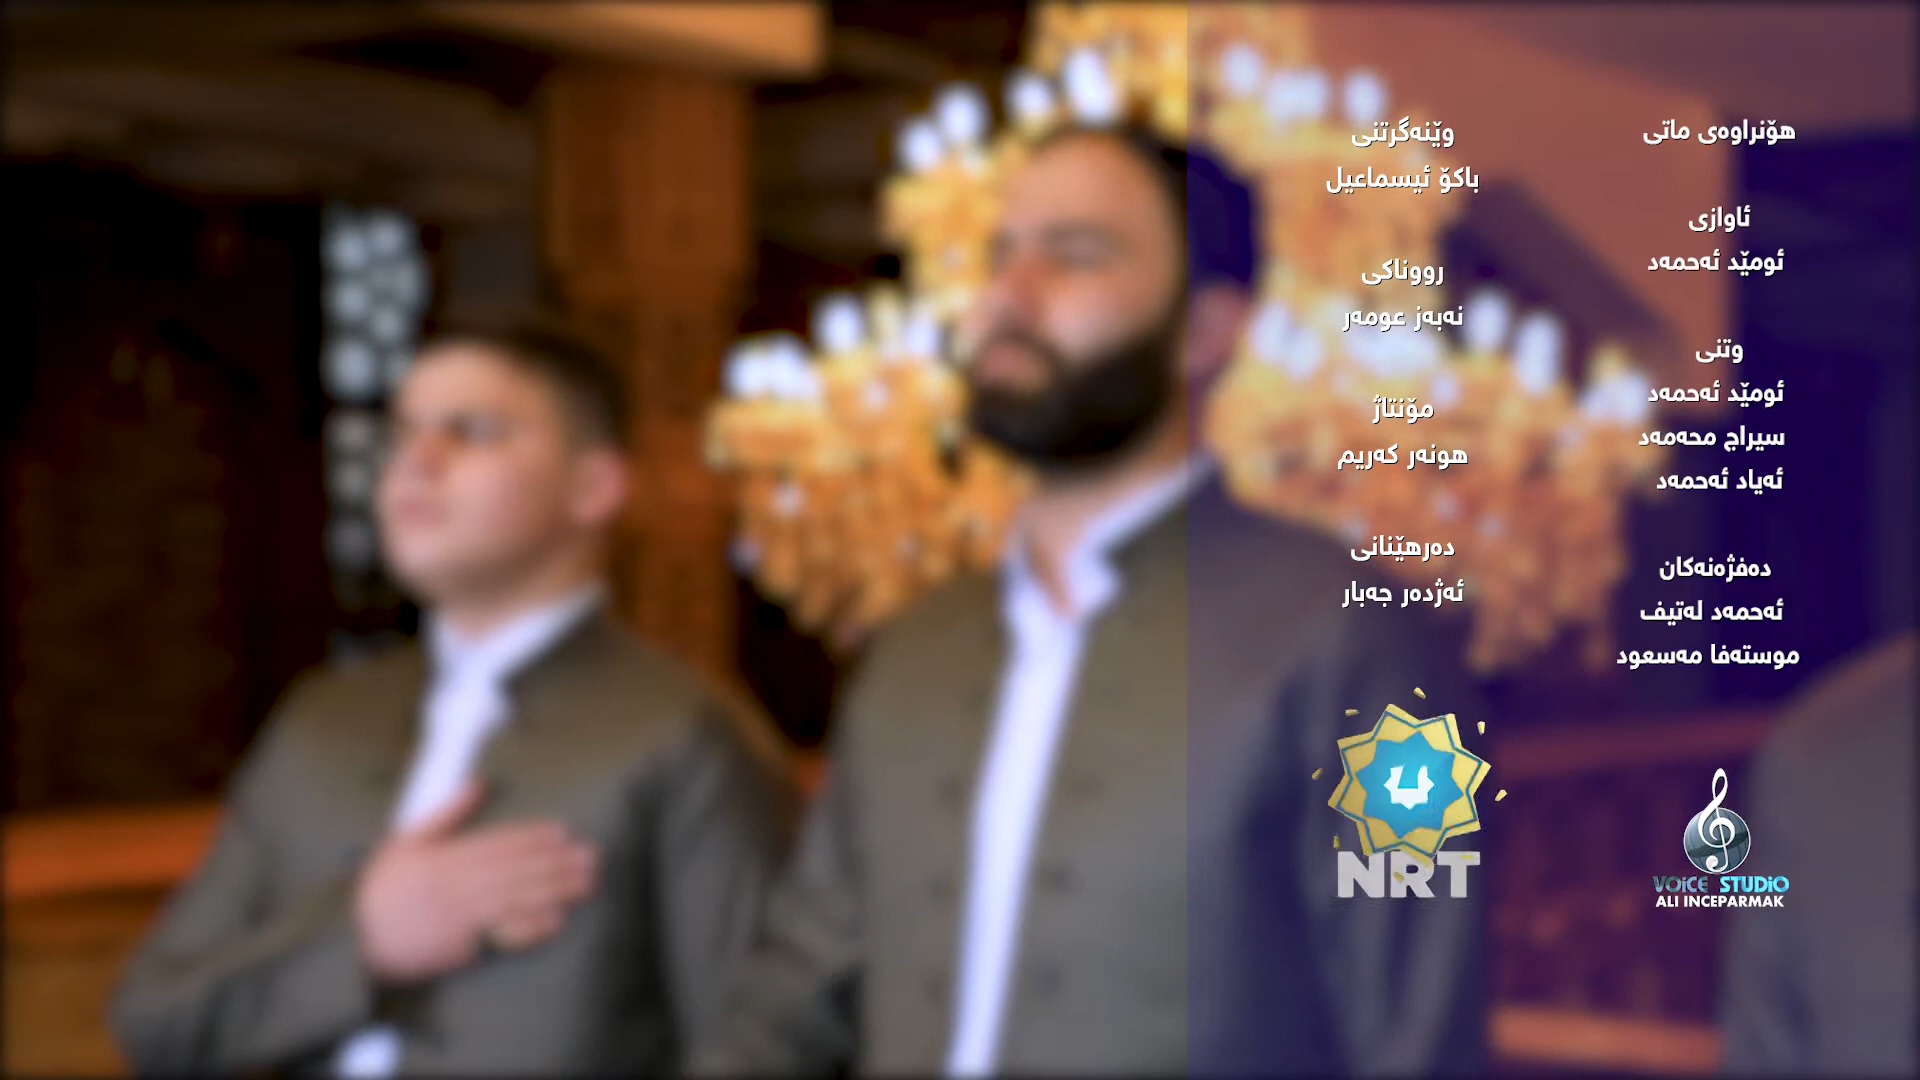 هۆنراوەی ماتی
ئاوازی
ئومێد ئەحمەد
وتنی
ئومێد ئەحمەد
سیراج محەمەد
ئەیاد ئەحمەد
دەفژەنەکان
ئەحمەد لەتیف
موستەفا مەسعود
وێنەگرتنی
باکۆ ئیسماعیل
رووناکی
نەبەز عومەر
مۆنتاژ
هونەر کەریم
دەرهێنانی
ئەژدەر جەبار
NRT
VOiCE STUDiO
ALI INCEPARMAK